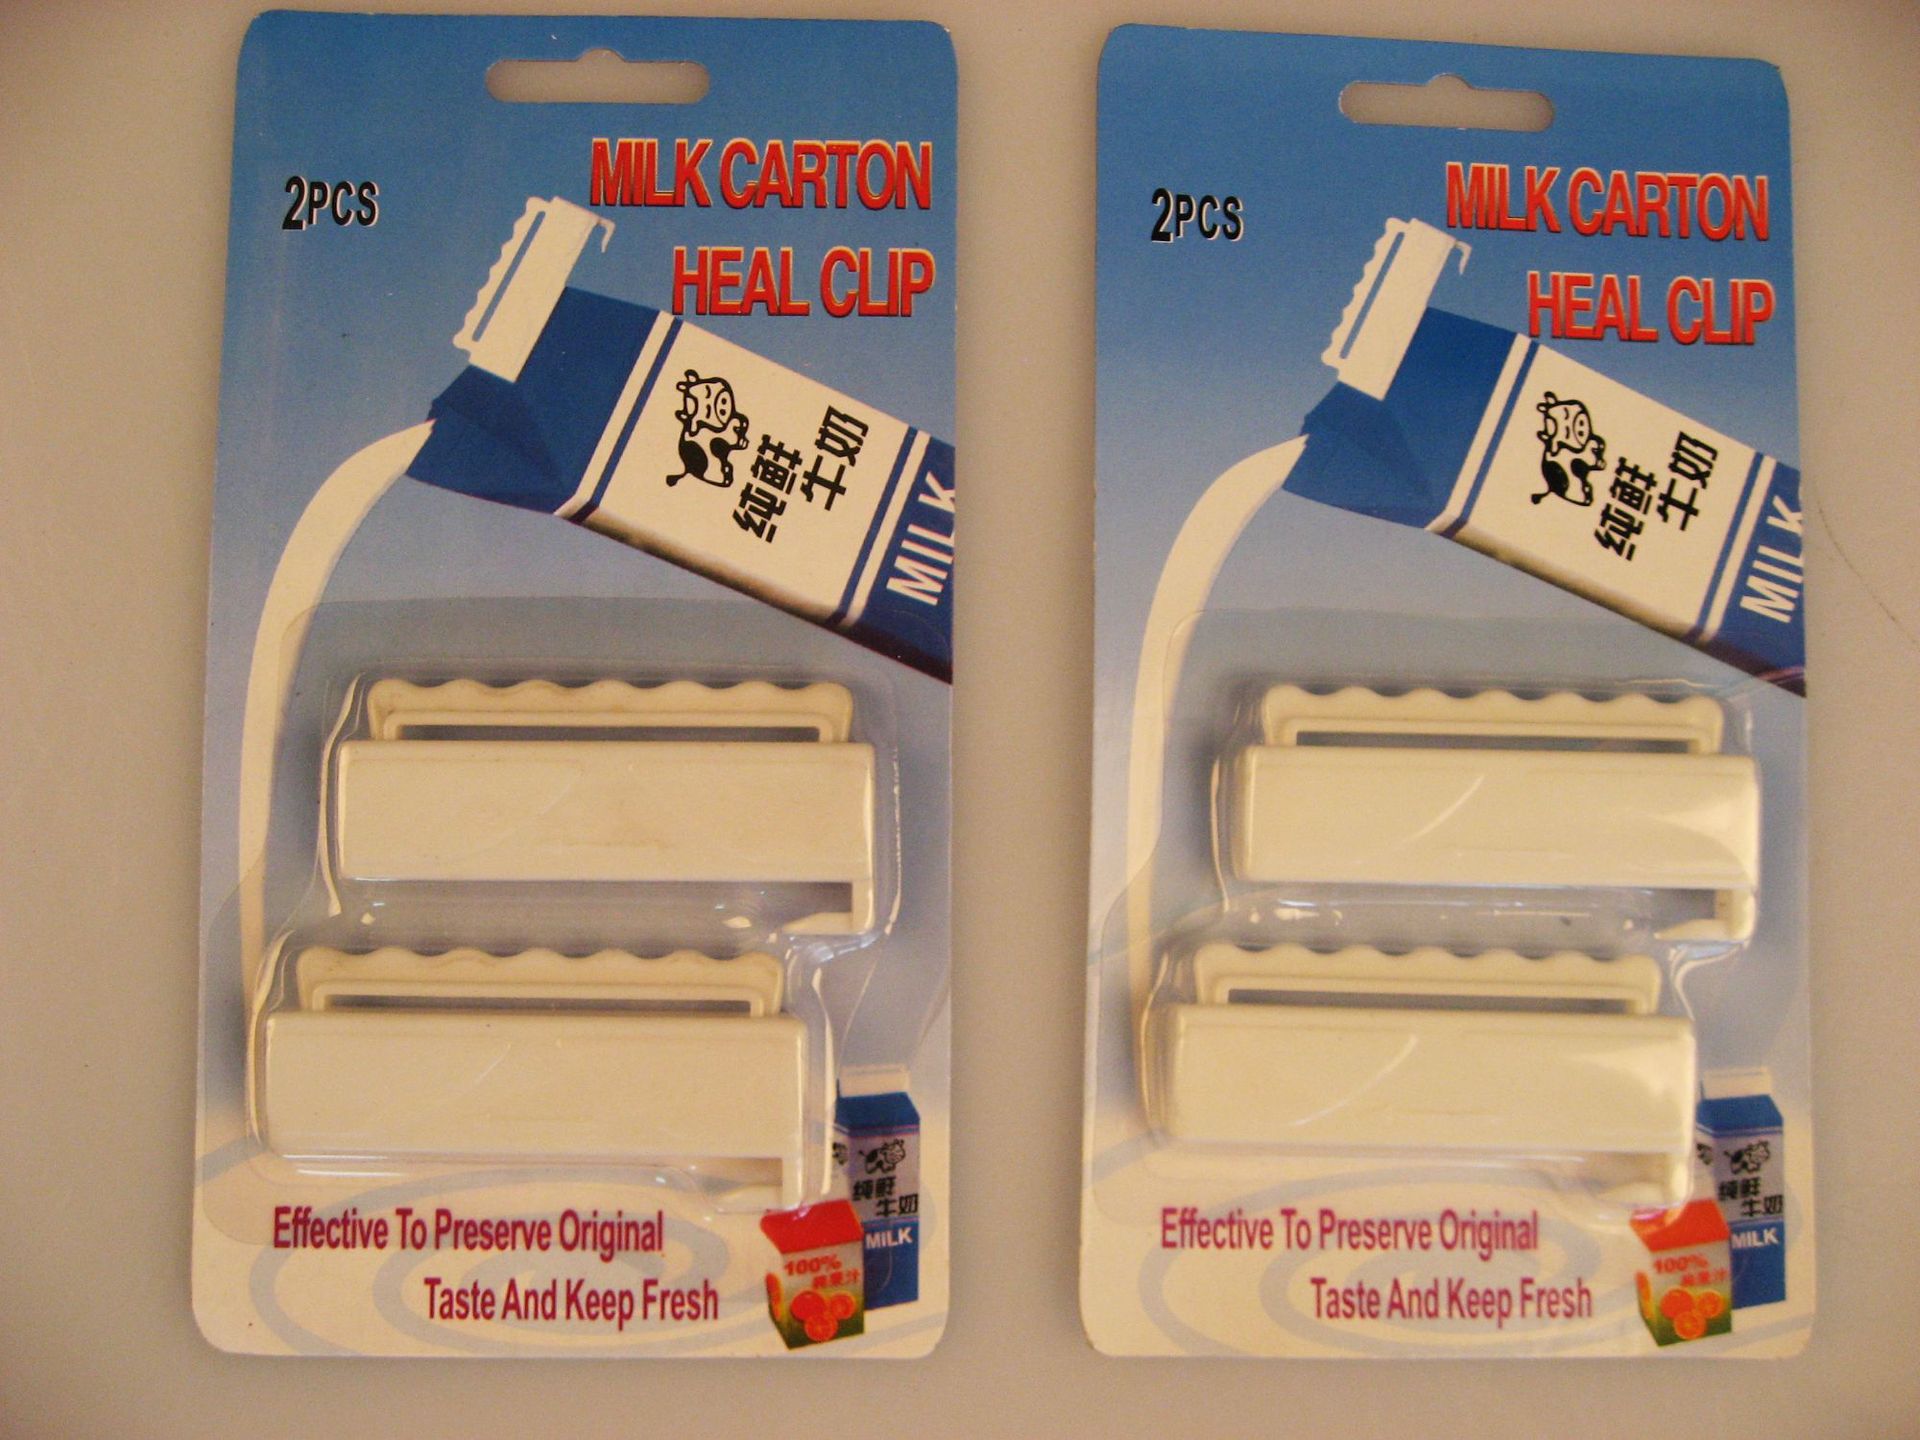 2PCS
MILK CARTON
HEAL CLIP
纯鲜
牛奶
MILK
纯鲜
牛奶
MILK
100%
Effective To Preserve Original
Taste And Keep Fresh
2PCS
MILK CARTON
HEAL CLIP
纯鲜
牛奶
MILK
纯鲜
牛奶
MILK
100%
Effective To Preserve Original
Taste And Keep Fresh